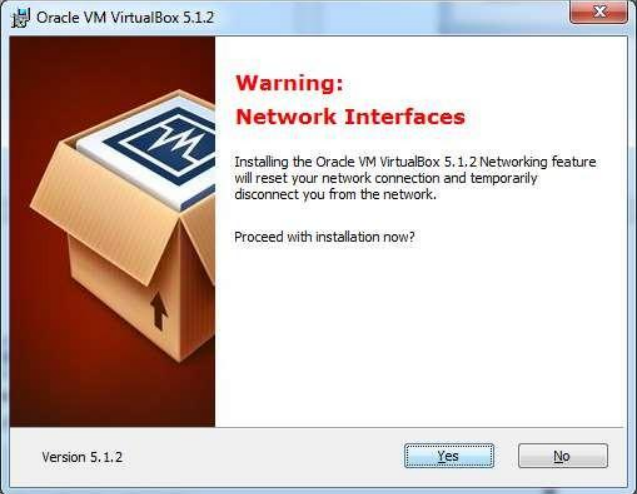 Oracle VM VirtualBox 5.1.2
Warning:
Network Interfaces
Installing the Oracle VM VirtualBox 5.1.2 Networking feature
will reset your network connection and temporarily
disconnect you from the network.
Proceed with installation now?
Version 5.1.2
Yes
No